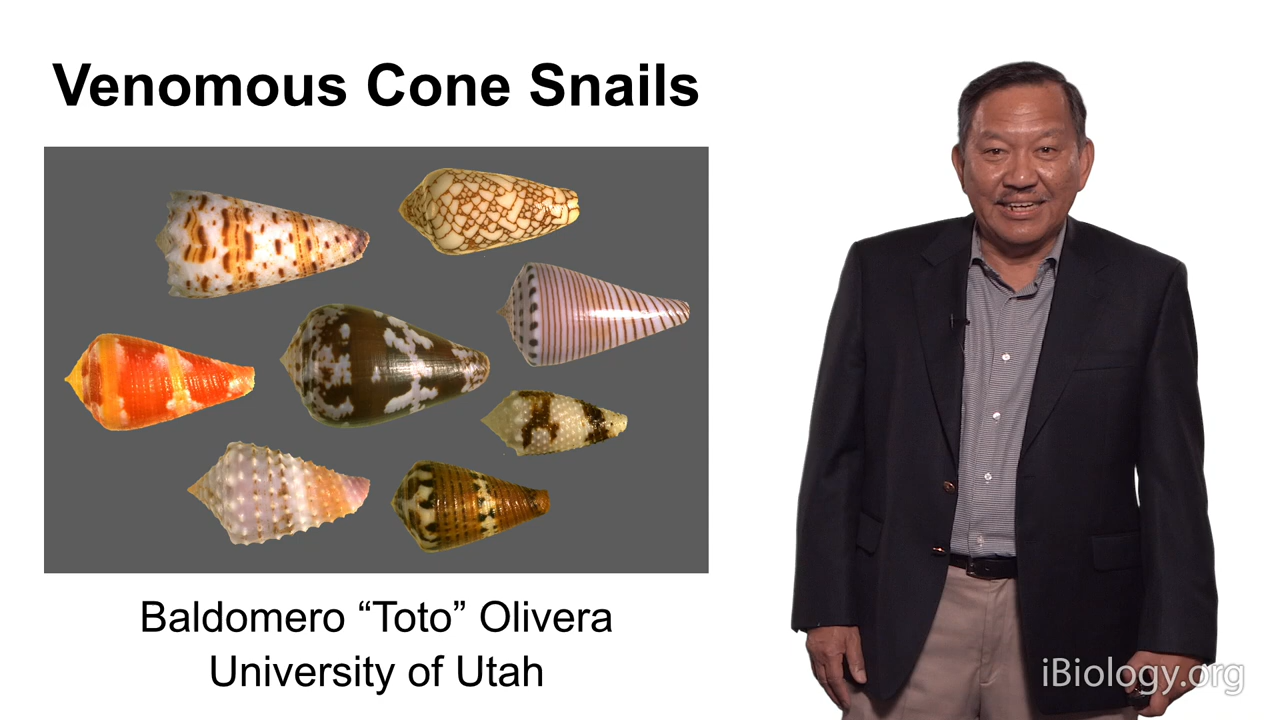 Venomous Cone Snails
Baldomero “Toto” Olivera
University of Utah
iBiology.org